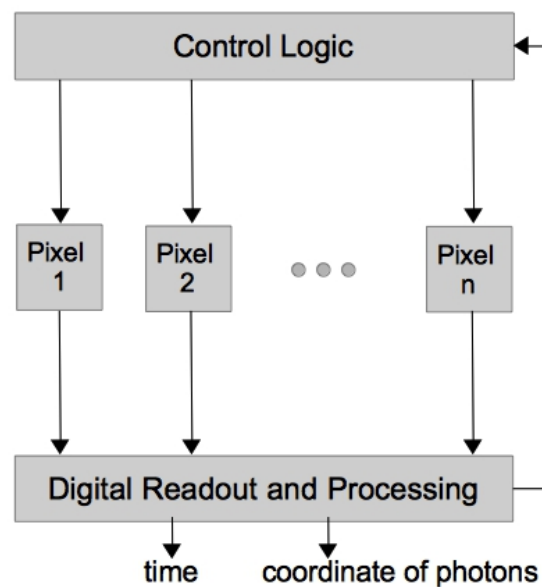 Control Logic
Pixel
1
Pixel
2
Pixel
n
Digital Readout and Processing
time
coordinate of photons